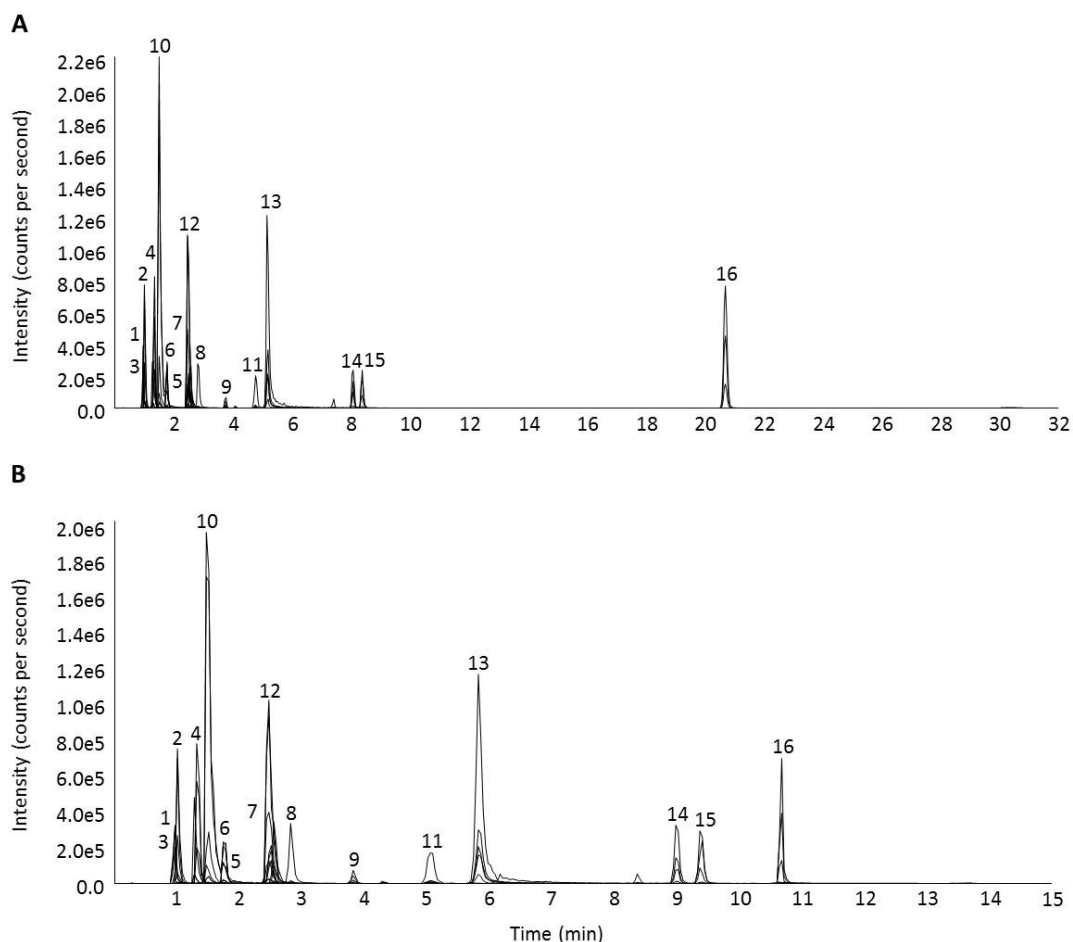 A
Intensity (counts per second)
2.2e6
2.0e6
1.8e6
1.6e6
1.4e6
1.2e6
1.0e6
8.0e5
6.0e5
4.0e5
2.0e5
0.0
10
13
12
4
2
16
1
7
3
6
5
8
9
11
14
15
2 4 6 8 10 12 14 16 18 20 22 24 26 28 30 32
B
Intensity (counts per second)
2.0e6
1.8e6
1.6e6
1.4e6
1.2e6
1.0e6
8.0e5
6.0e5
4.0e5
2.0e5
0.0
10
13
12
2
4
16
1
7
8
14
15
3
6
5
9
11
1 2 3 4 5 6 7 8 9 10 11 12 13 14 15
Time (min)